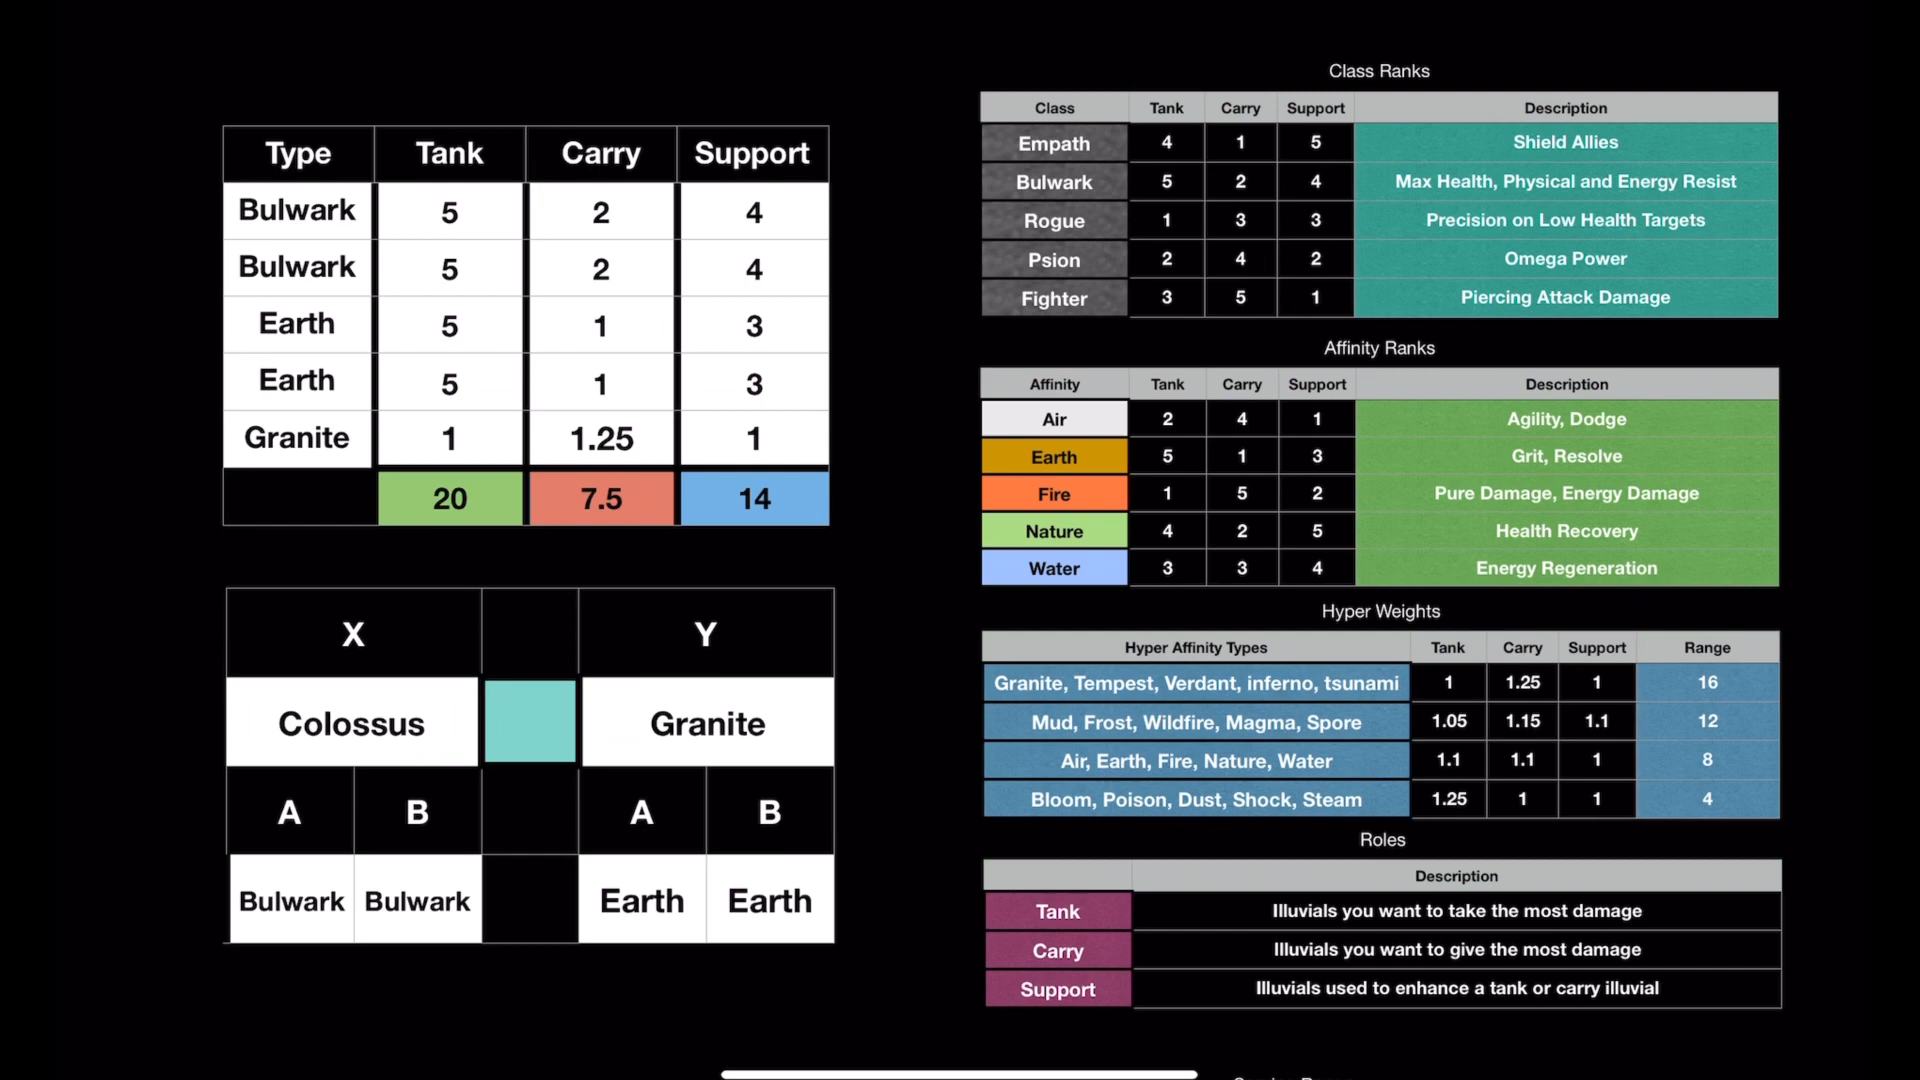 Type Tank Carry Support
Bulwark 5 2 4
Bulwark 5 2 4
Earth 5 1 3
Earth 5 1 3
Granite 1 1.25 1
20 7.5 14
X Y
Colossus Granite
A B A B
Bulwark Bulwark Earth Earth
Class Ranks
Class Tank Carry Support Description
Empath 4 1 5 Shield Allies
Bulwark 5 2 4 Max Health, Physical and Energy Resist
Rogue 1 3 3 Precision on Low Health Targets
Psion 2 4 2 Omega Power
Fighter 3 5 1 Piercing Attack Damage
Affinity Ranks
Affinity Tank Carry Support Description
Air 2 4 1 Agility, Dodge
Earth 5 1 3 Grit, Resolve
Fire 1 5 2 Pure Damage, Energy Damage
Nature 4 2 5 Health Recovery
Water 3 3 4 Energy Regeneration
Hyper Weights
Hyper Affinity Types Tank Carry Support Range
Granite, Tempest, Verdant, inferno, tsunami 1 1.25 1 16
Mud, Frost, Wildfire, Magma, Spore 1.05 1.15 1.1 12
Air, Earth, Fire, Nature, Water 1.1 1.1 1 8
Bloom, Poison, Dust, Shock, Steam 1.25 1 1 4
Roles
Description
Tank Illuvials you want to take the most damage
Carry Illuvials you want to give the most damage
Support Illuvials used to enhance a tank or carry illuvial